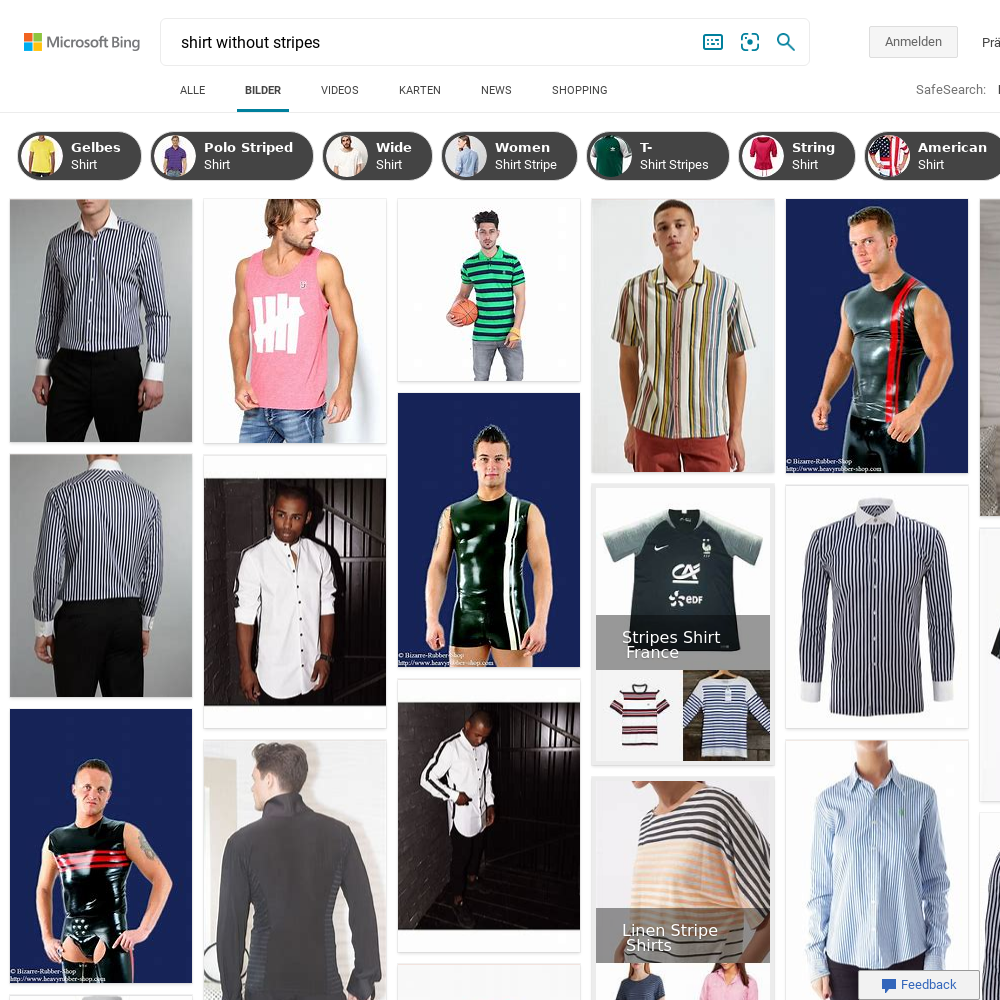 Microsoft Bing
shirt without stripes
Anmelden
Prä
ALLE
BILDER
VIDEOS
KARTEN
NEWS
SHOPPING
SafeSearch:
Gelbes
Shirt
Polo Striped
Shirt
Wide
Shirt
Women
Shirt Stripe
T-
Shirt Stripes
String
Shirt
American
Shirt
© Bizarre-Rubber-Shop
http://www.heavyrubber-shop.com
CA
edF
Stripes Shirt
France
© Bizarre-Rubber-Shop
http://www.heavyrubber-shop.com
Linen Stripe
Shirts
© Bizarre-Rubber-Shop
http://www.heavyrubber-shop.com
Feedback